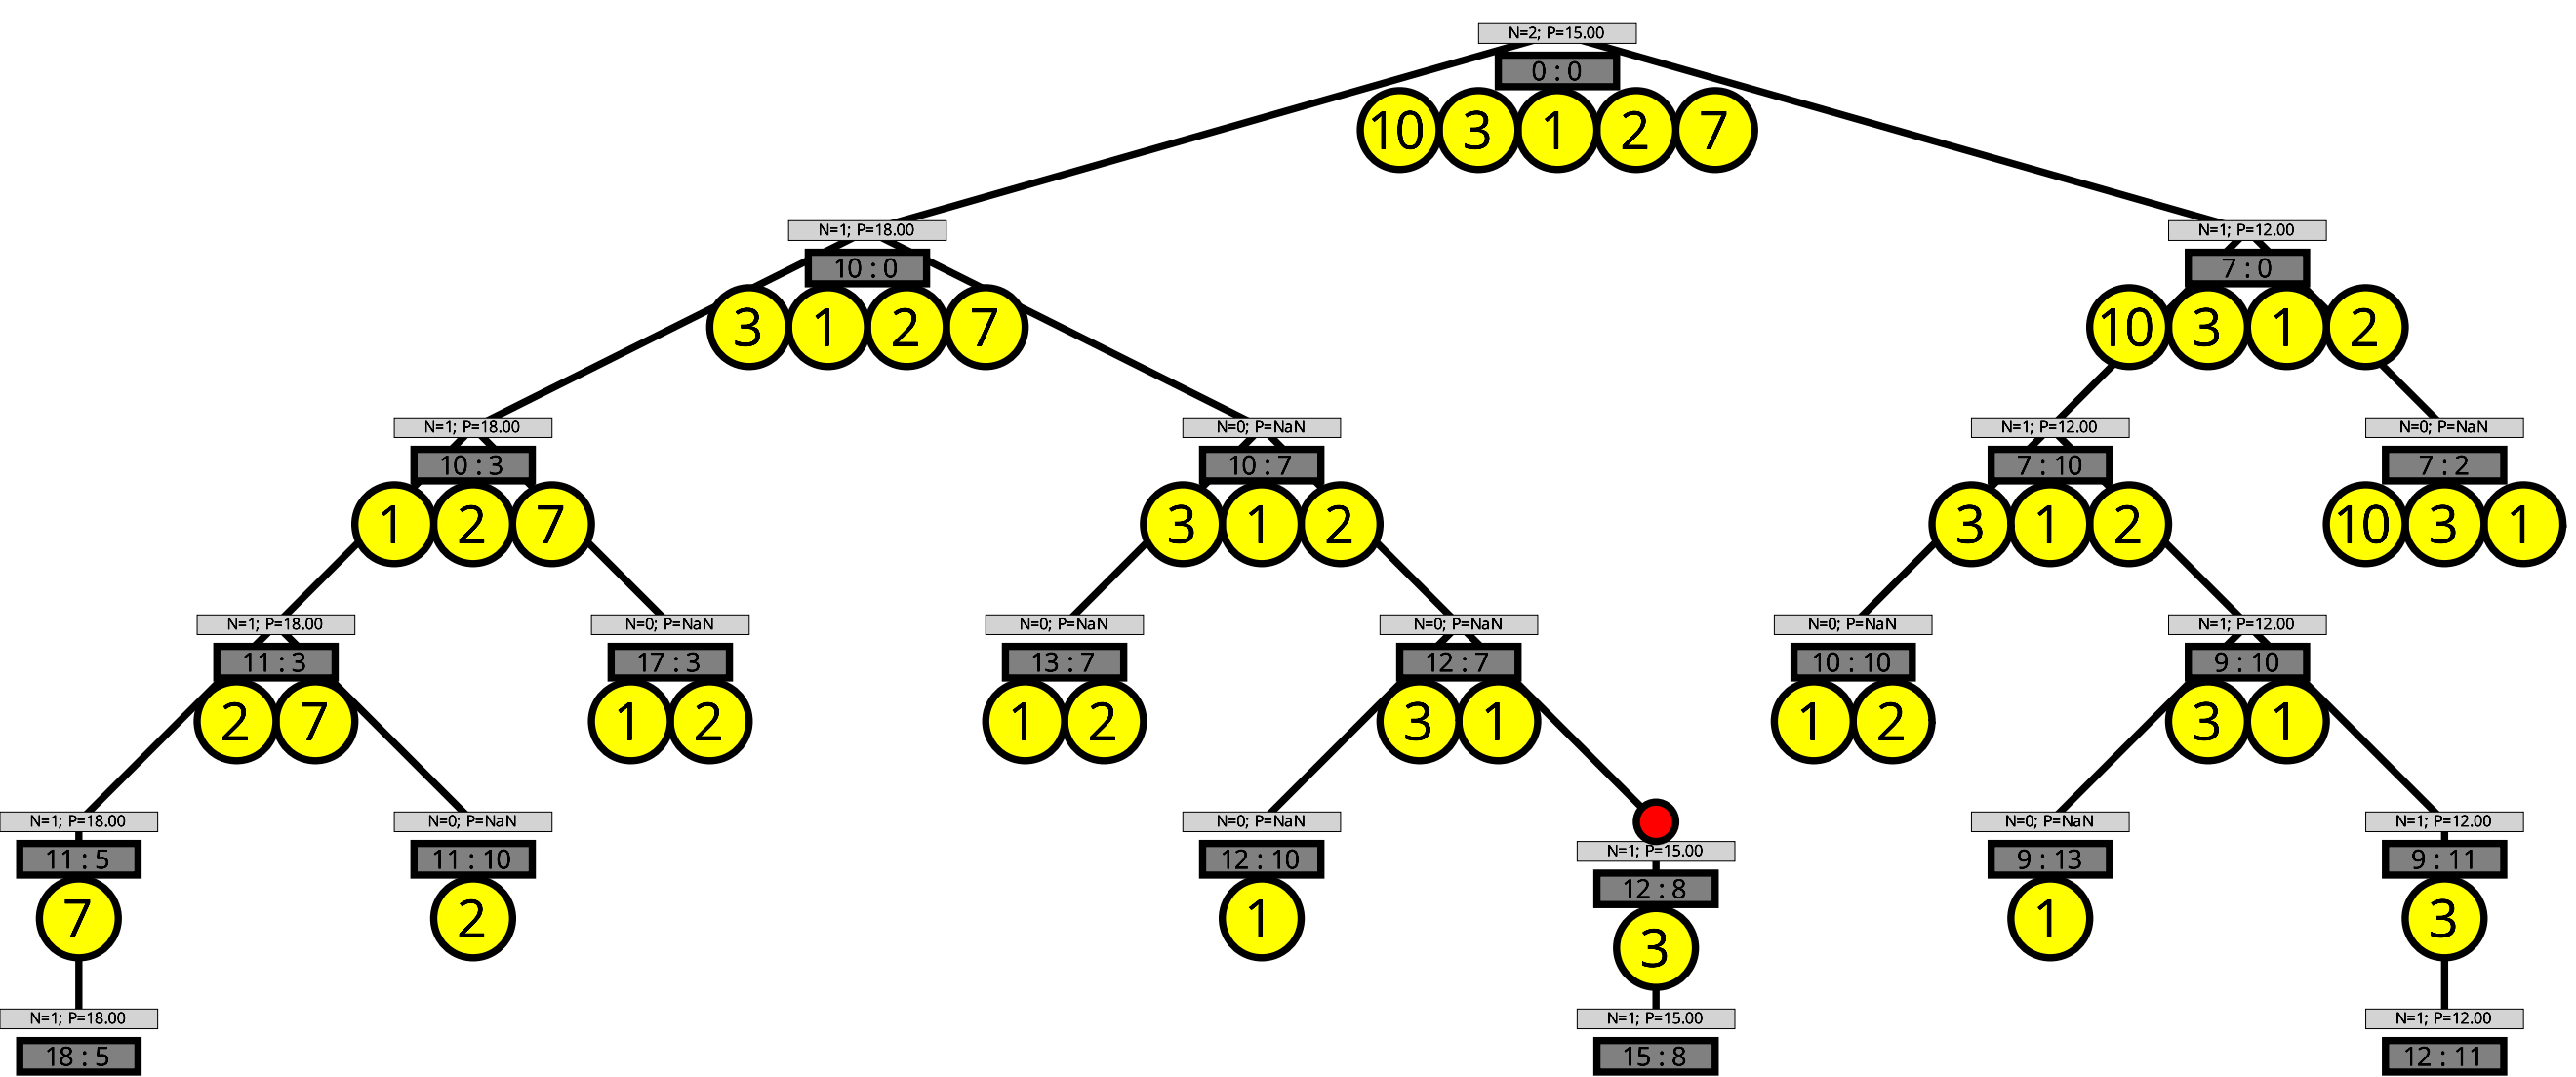 N=2; P=15.00
0 : 0
10 3 1 2 7
N=1; P=18.00
10 : 0
3 1 2 7
N=1; P=12.00
7 : 0
10 3 1 2
N=1; P=18.00
10 : 3
1 2 7
N=0; P=NaN
10 : 7
3 1 2
N=1; P=12.00
7 : 10
3 1 2
N=0; P=NaN
7 : 2
10 3 1
N=1; P=18.00
11 : 3
2 7
N=0; P=NaN
17 : 3
1 2
N=0; P=NaN
13 : 7
1 2
N=0; P=NaN
12 : 7
3 1
N=0; P=NaN
10 : 10
1 2
N=1; P=12.00
9 : 10
3 1
N=1; P=18.00
11 : 5
7
N=0; P=NaN
11 : 10
2
N=0; P=NaN
12 : 10
1
N=1; P=15.00
12 : 8
3
N=0; P=NaN
9 : 13
1
N=1; P=12.00
9 : 11
3
N=1; P=18.00
18 : 5
N=1; P=15.00
15 : 8
N=1; P=12.00
12 : 11